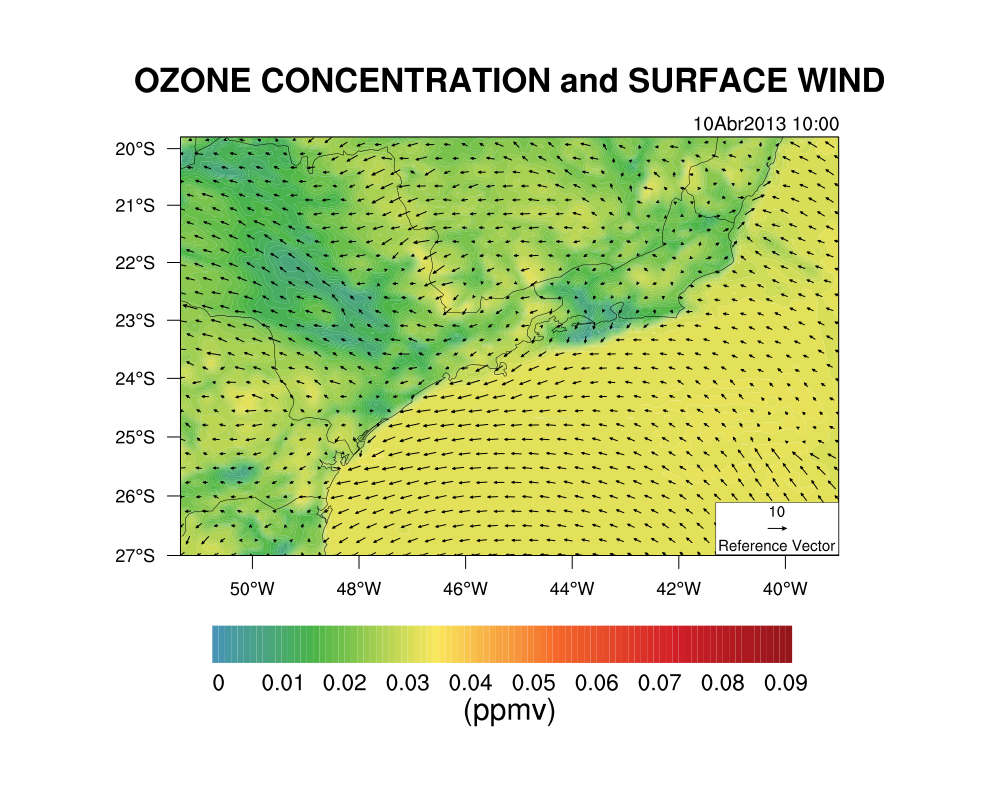 OZONE CONCENTRATION and SURFACE WIND
10Abr2013 10:00
20°S
21°S
22°S
23°S
24°S
25°S
26°S
27°S
10
Reference Vector
50°W 48°W 46°W 44°W 42°W 40°W
0 0.01 0.02 0.03 0.04 0.05 0.06 0.07 0.08 0.09
(ppmv)